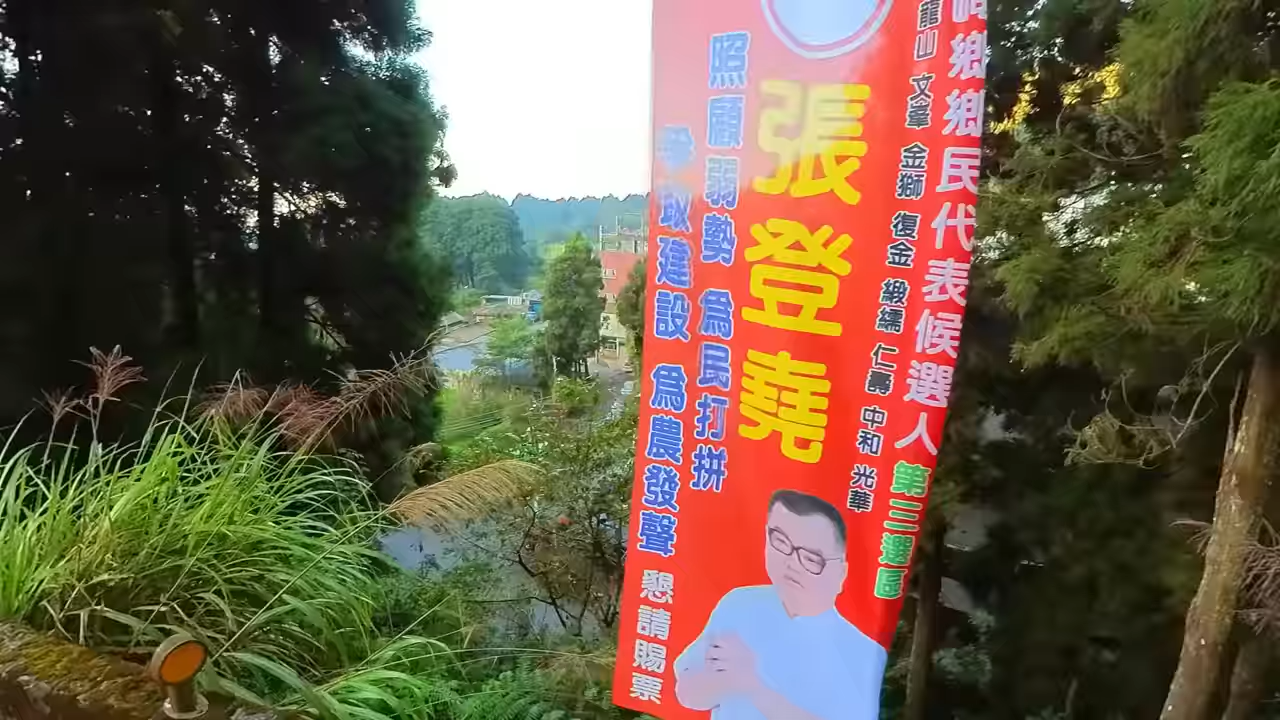 鄉鄉民代表候選人 第三選區
龍山 文峯 金獅 復金 緞繻 仁壽 中和 光華
張登堯
照顧弱勢 為民打拼
爭取建設 為農發聲 懇請賜票